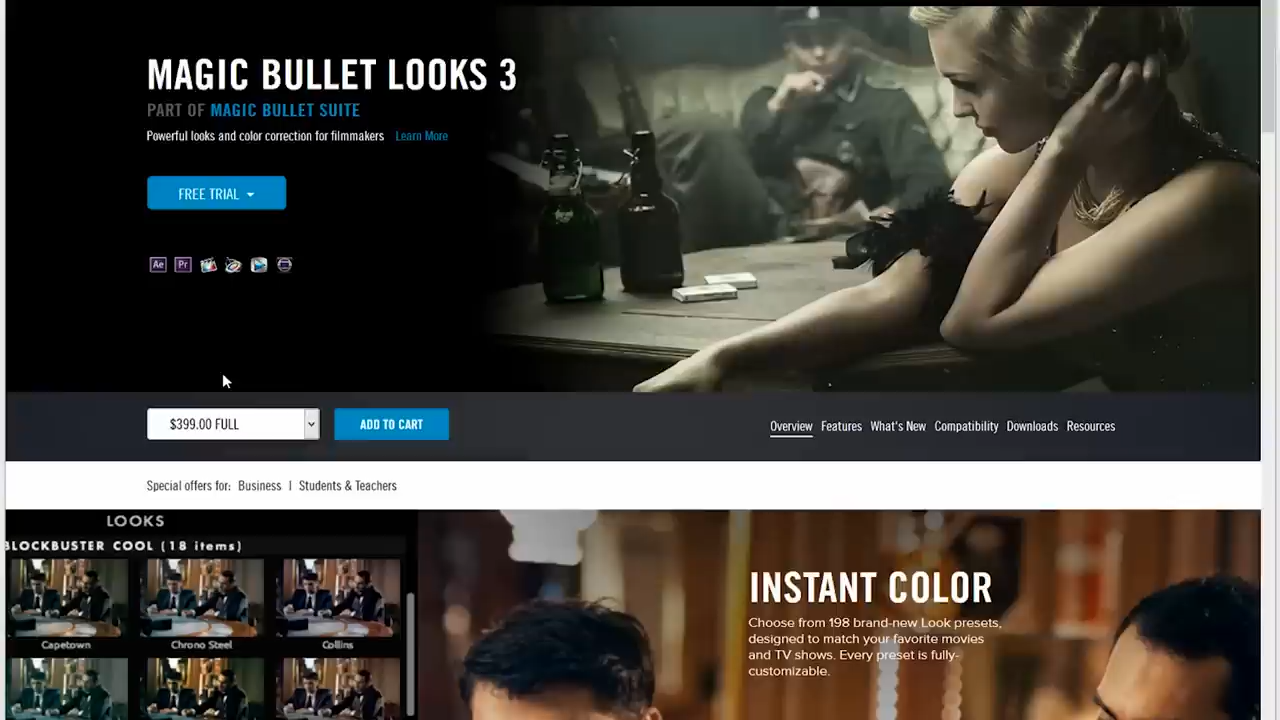 MAGIC BULLET LOOKS 3
PART OF MAGIC BULLET SUITE
Powerful looks and color correction for filmmakers Learn More
FREE TRIAL
Ae Pr
$399.00 FULL ADD TO CART Overview Features What's New Compatibility Downloads Resources
Special offers for: Business | Students & Teachers
LOOKS
BLOCKBUSTER COOL (18 items)
Capetown Chrono Steel Collins
INSTANT COLOR
Choose from 198 brand-new Look presets,
designed to match your favorite movies
and TV shows. Every preset is fully-
customizable.